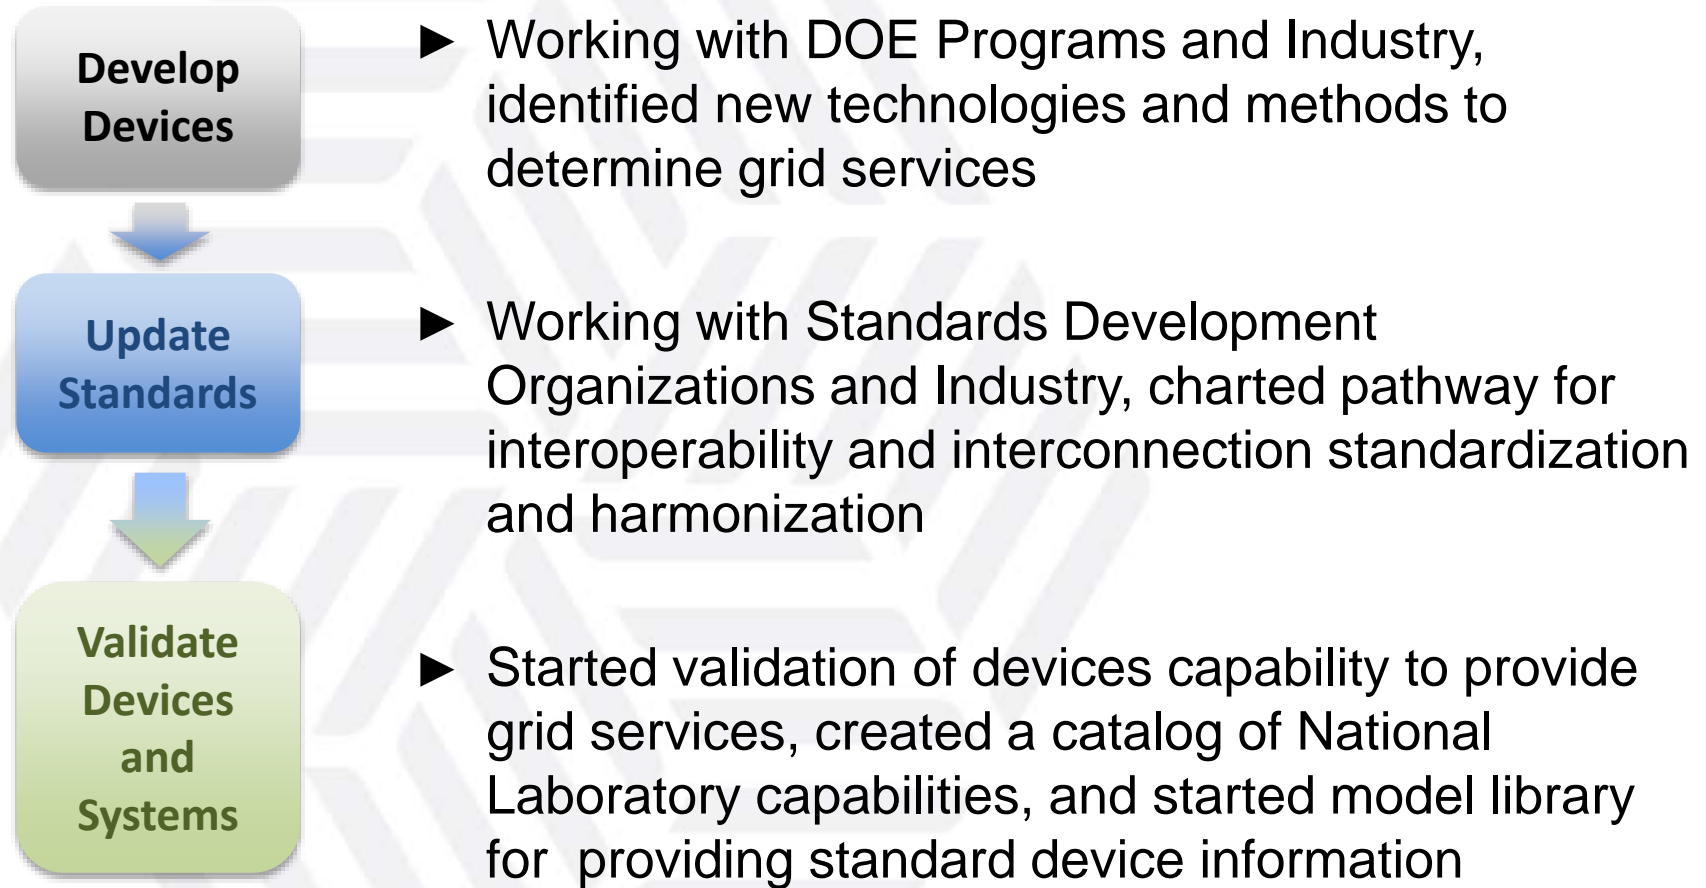 Develop
Devices
► Working with DOE Programs and Industry,
identified new technologies and methods to
determine grid services
Update
Standards
► Working with Standards Development
Organizations and Industry, charted pathway for
interoperability and interconnection standardization
and harmonization
Validate
Devices
and
Systems
► Started validation of devices capability to provide
grid services, created a catalog of National
Laboratory capabilities, and started model library
for  providing standard device information